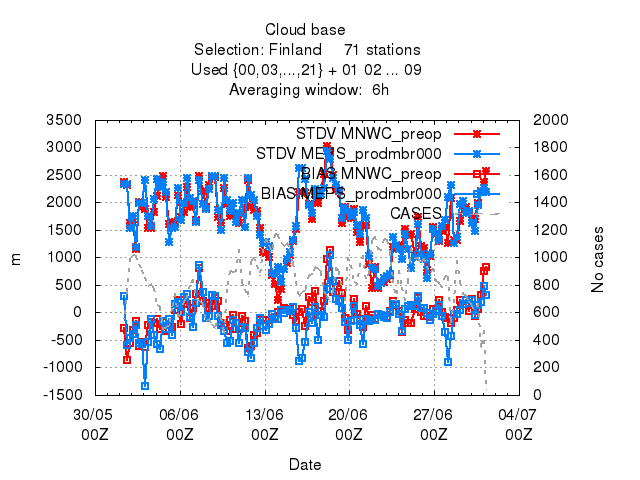 Cloud base
Selection: Finland 71 stations
Used {00,03,...,21} + 01 02 ... 09
Averaging window: 6h
3500
3000
2500
2000
1500
1000
500
0
-500
-1000
-1500
m
2000
1800
1600
1400
1200
1000
800
600
400
200
0
No cases
STDV MNWC_preop
STDV MEPS_prodmbr000
BIAS MNWC_preop
BIAS MEPS_prodmbr000
CASES
30/05 06/06 13/06 20/06 27/06 04/07
00Z 00Z 00Z 00Z 00Z 00Z
Date